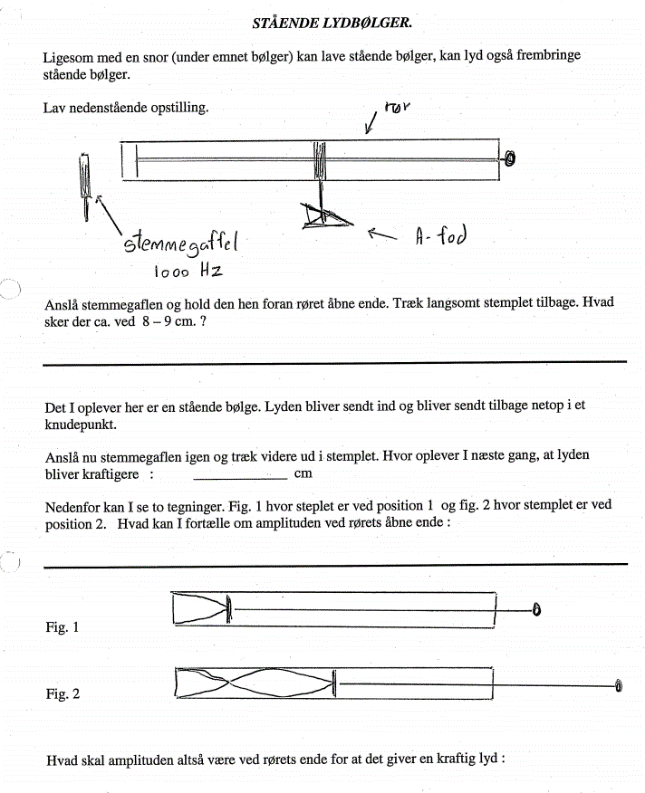 STÅENDE LYDBØLGER.
Ligesom med en snor (under emnet bølger) kan lave stående bølger, kan lyd også frembringe
stående bølger.
Lav nedenstående opstilling.
rør
stemmegaffel
1000 Hz
A-fod
Anslå stemmegaflen og hold den hen foran røret åbne ende. Træk langsomt stemplet tilbage. Hvad
sker der ca. ved 8 – 9 cm. ?
Det I oplever her er en stående bølge. Lyden bliver sendt ind og bliver sendt tilbage netop i et
knudepunkt.
Anslå nu stemmegaflen igen og træk videre ud i stemplet. Hvor oplever I næste gang, at lyden
bliver kraftigere : ____________ cm
Nedenfor kan I se to tegninger. Fig. 1 hvor steplet er ved position 1 og fig. 2 hvor stemplet er ved
position 2. Hvad kan I fortælle om amplituden ved rørets åbne ende :
Fig. 1
Fig. 2
Hvad skal amplituden altså være ved rørets ende for at det giver en kraftig lyd :